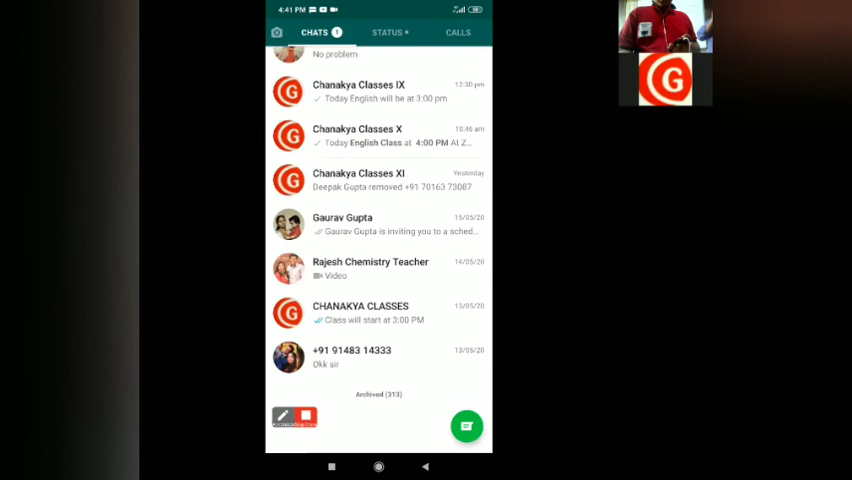 4:41 PM
CHATS 1
STATUS
CALLS
No problem
Chanakya Classes IX
12:30 pm
Today English will be at 3:00 pm
Chanakya Classes X
10:46 am
Today English Class at 4:00 PM At Z...
Chanakya Classes XI
Yesterday
Deepak Gupta removed +91 70163 73087
Gaurav Gupta
15/05/20
Gaurav Gupta is inviting you to a sched...
Rajesh Chemistry Teacher
14/05/20
Video
CHANAKYA CLASSES
13/05/20
Class will start at 3:00 PM
+91 91483 14333
13/05/20
Okk sir
Archived (313)
G